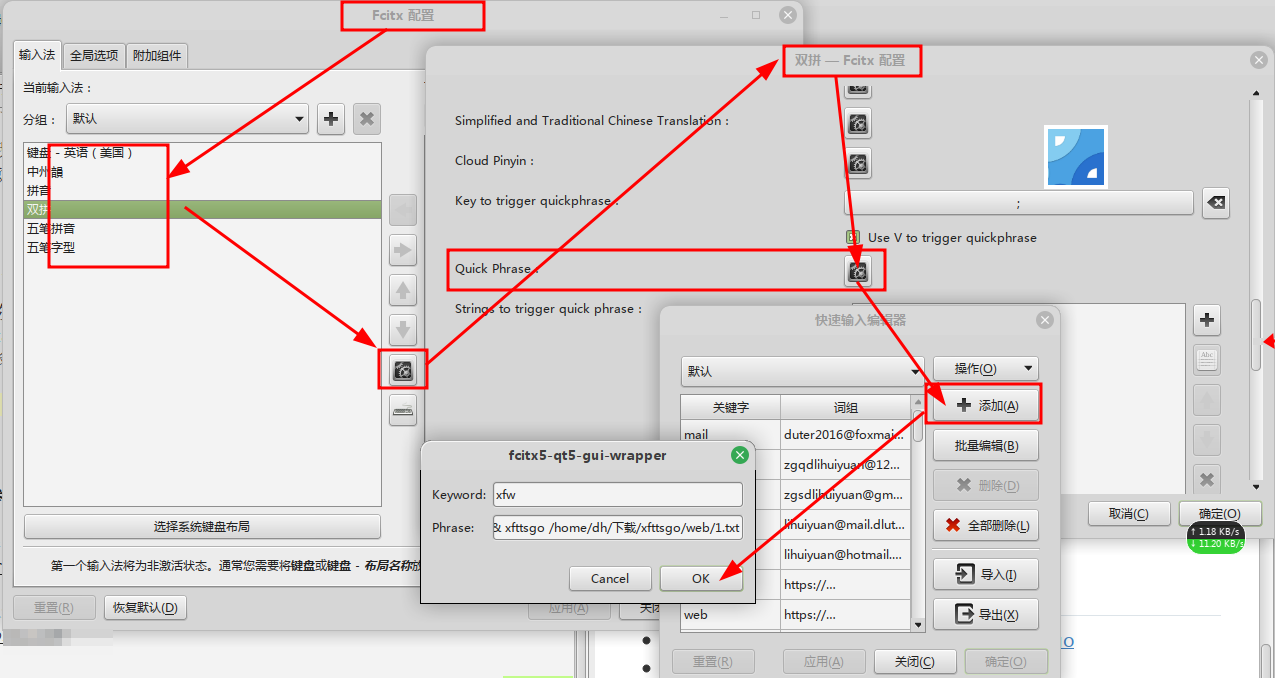 Fcitx 配置
输入法
全局选项
附加组件
当前输入法：
分组：
默认
键盘 - 英语（美国）
中州韻
拼音
双拼
五笔拼音
五笔字型
选择系统键盘布局
第一个输入法将为非激活状态。通常您需要将键盘或键盘 - 布局名称放
重置(R)
恢复默认(D)
应用(A)
关闭
双拼 — Fcitx 配置
Simplified and Traditional Chinese Translation :
Cloud Pinyin :
Key to trigger quickphrase :
;
Use V to trigger quickphrase
Quick Phrase :
Strings to trigger quick phrase :
Abc
取消(C)
确定(O)
↑ 1.18 KB/s
↓ 11.20 KB/s
快速输入编辑器
默认
操作(O)
关键字
词组
添加(A)
mail
duter2016@foxmai...
批量编辑(B)
zgqdlihuiyuan@12...
删除(D)
zgsdlihuiyuan@gm...
lihuiyuan@mail.dlut...
全部删除(L)
lihuiyuan@hotmail....
https://...
导入(I)
web
https://...
导出(X)
重置(R)
应用(A)
关闭(C)
确定(O)
fcitx5-qt5-gui-wrapper
Keyword:
xfw
Phrase:
& xfttsgo /home/dh/下载/xfttsgo/web/1.txt
Cancel
OK